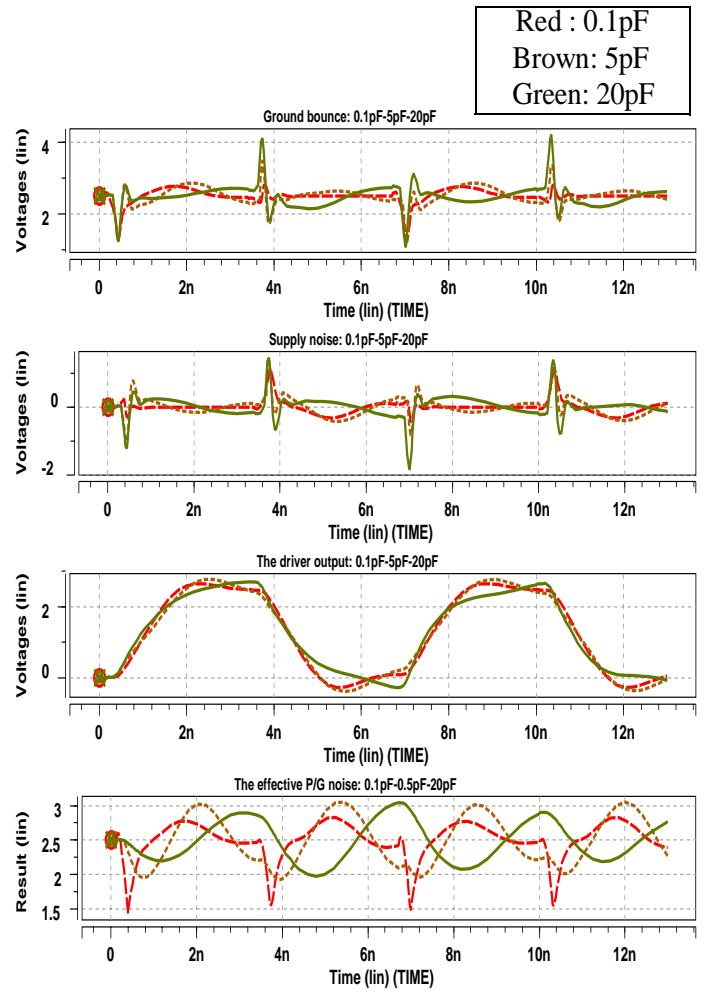 Red : 0.1pF
Brown: 5pF
Green: 20pF
Ground bounce: 0.1pF-5pF-20pF
Voltages (lin)
4
2
0 2n 4n 6n 8n 10n 12n
Time (lin) (TIME)
Supply noise: 0.1pF-5pF-20pF
Voltages (lin)
0
-2
0 2n 4n 6n 8n 10n 12n
Time (lin) (TIME)
The driver output: 0.1pF-5pF-20pF
Voltages (lin)
2
0
0 2n 4n 6n 8n 10n 12n
Time (lin) (TIME)
The effective P/G noise: 0.1pF-0.5pF-20pF
Result (lin)
3
2.5
2
1.5
0 2n 4n 6n 8n 10n 12n
Time (lin) (TIME)